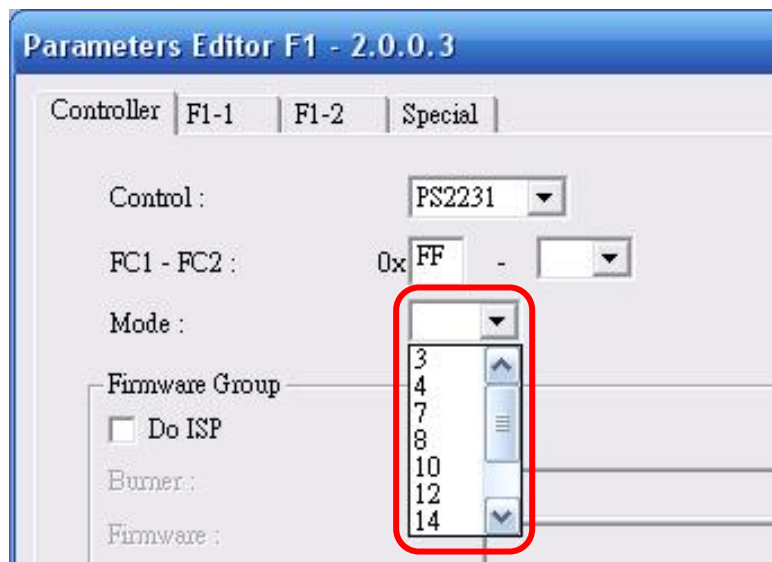 Parameters Editor F1 - 2.0.0.3
Controller F1-1 F1-2 Special
Control : PS2231
FC1 - FC2 : 0x FF -
Mode :
3
4
7
8
10
12
14
Firmware Group
Do ISP
Burner :
Firmware :